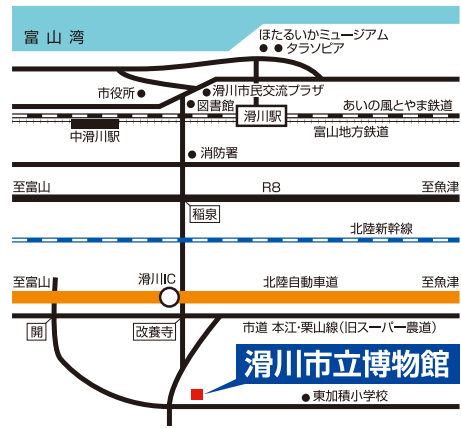 富山湾
ほたるいかミュージアム
タラソピア
市役所
滑川市民交流プラザ
図書館
滑川駅
あいの風とやま鉄道
中滑川駅
富山地方鉄道
消防署
至富山
R8
至魚津
稲泉
北陸新幹線
至富山
滑川IC
北陸自動車道
至魚津
開
改養寺
市道 本江・栗山線(旧スーパー農道)
滑川市立博物館
東加積小学校